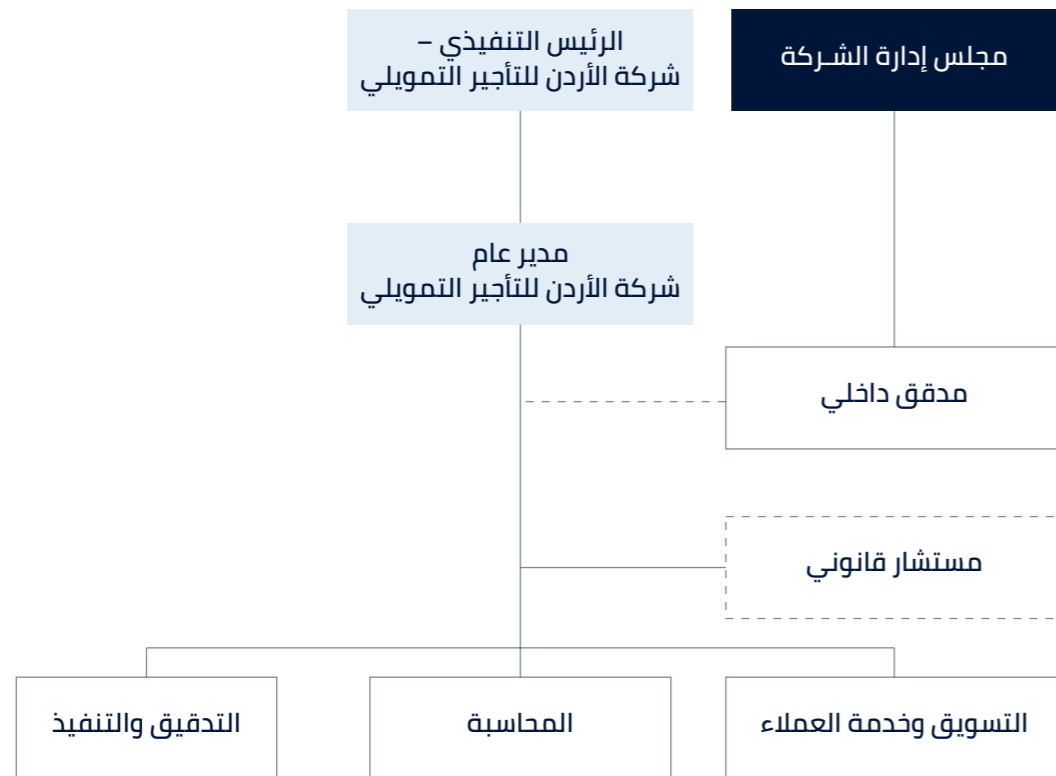 مجلس إدارة الشـركة
الرئيس التنفيذي –
شركة الأردن للتأجير التمويلي
مدير عام
شركة الأردن للتأجير التمويلي
مدقق داخلي
مستشار قانوني
التسويق وخدمة العملاء
المحاسبة
التدقيق والتنفيذ